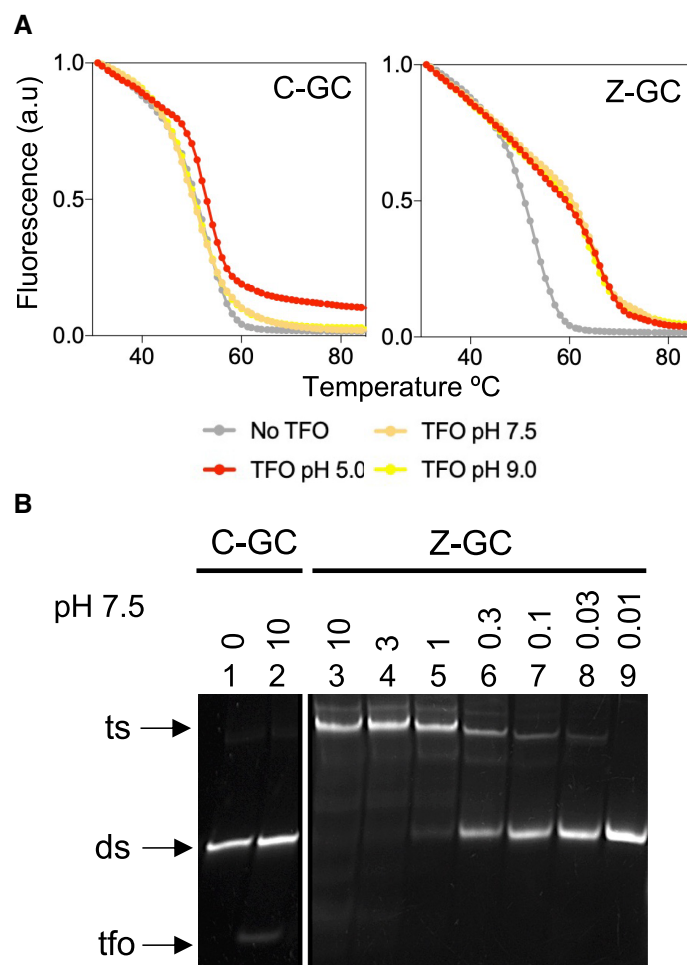 A
C-GC
Z-GC
Fluorescence (a.u)
1.0
0.5
0.0
1.0
0.5
0.0
40 60 80
40 60 80
Temperature ºC
No TFO
TFO pH 7.5
TFO pH 5.0
TFO pH 9.0
B
C-GC
Z-GC
pH 7.5
0 10 10 3 1 0.3 0.1 0.03 0.01
1 2 3 4 5 6 7 8 9
ts
ds
tfo